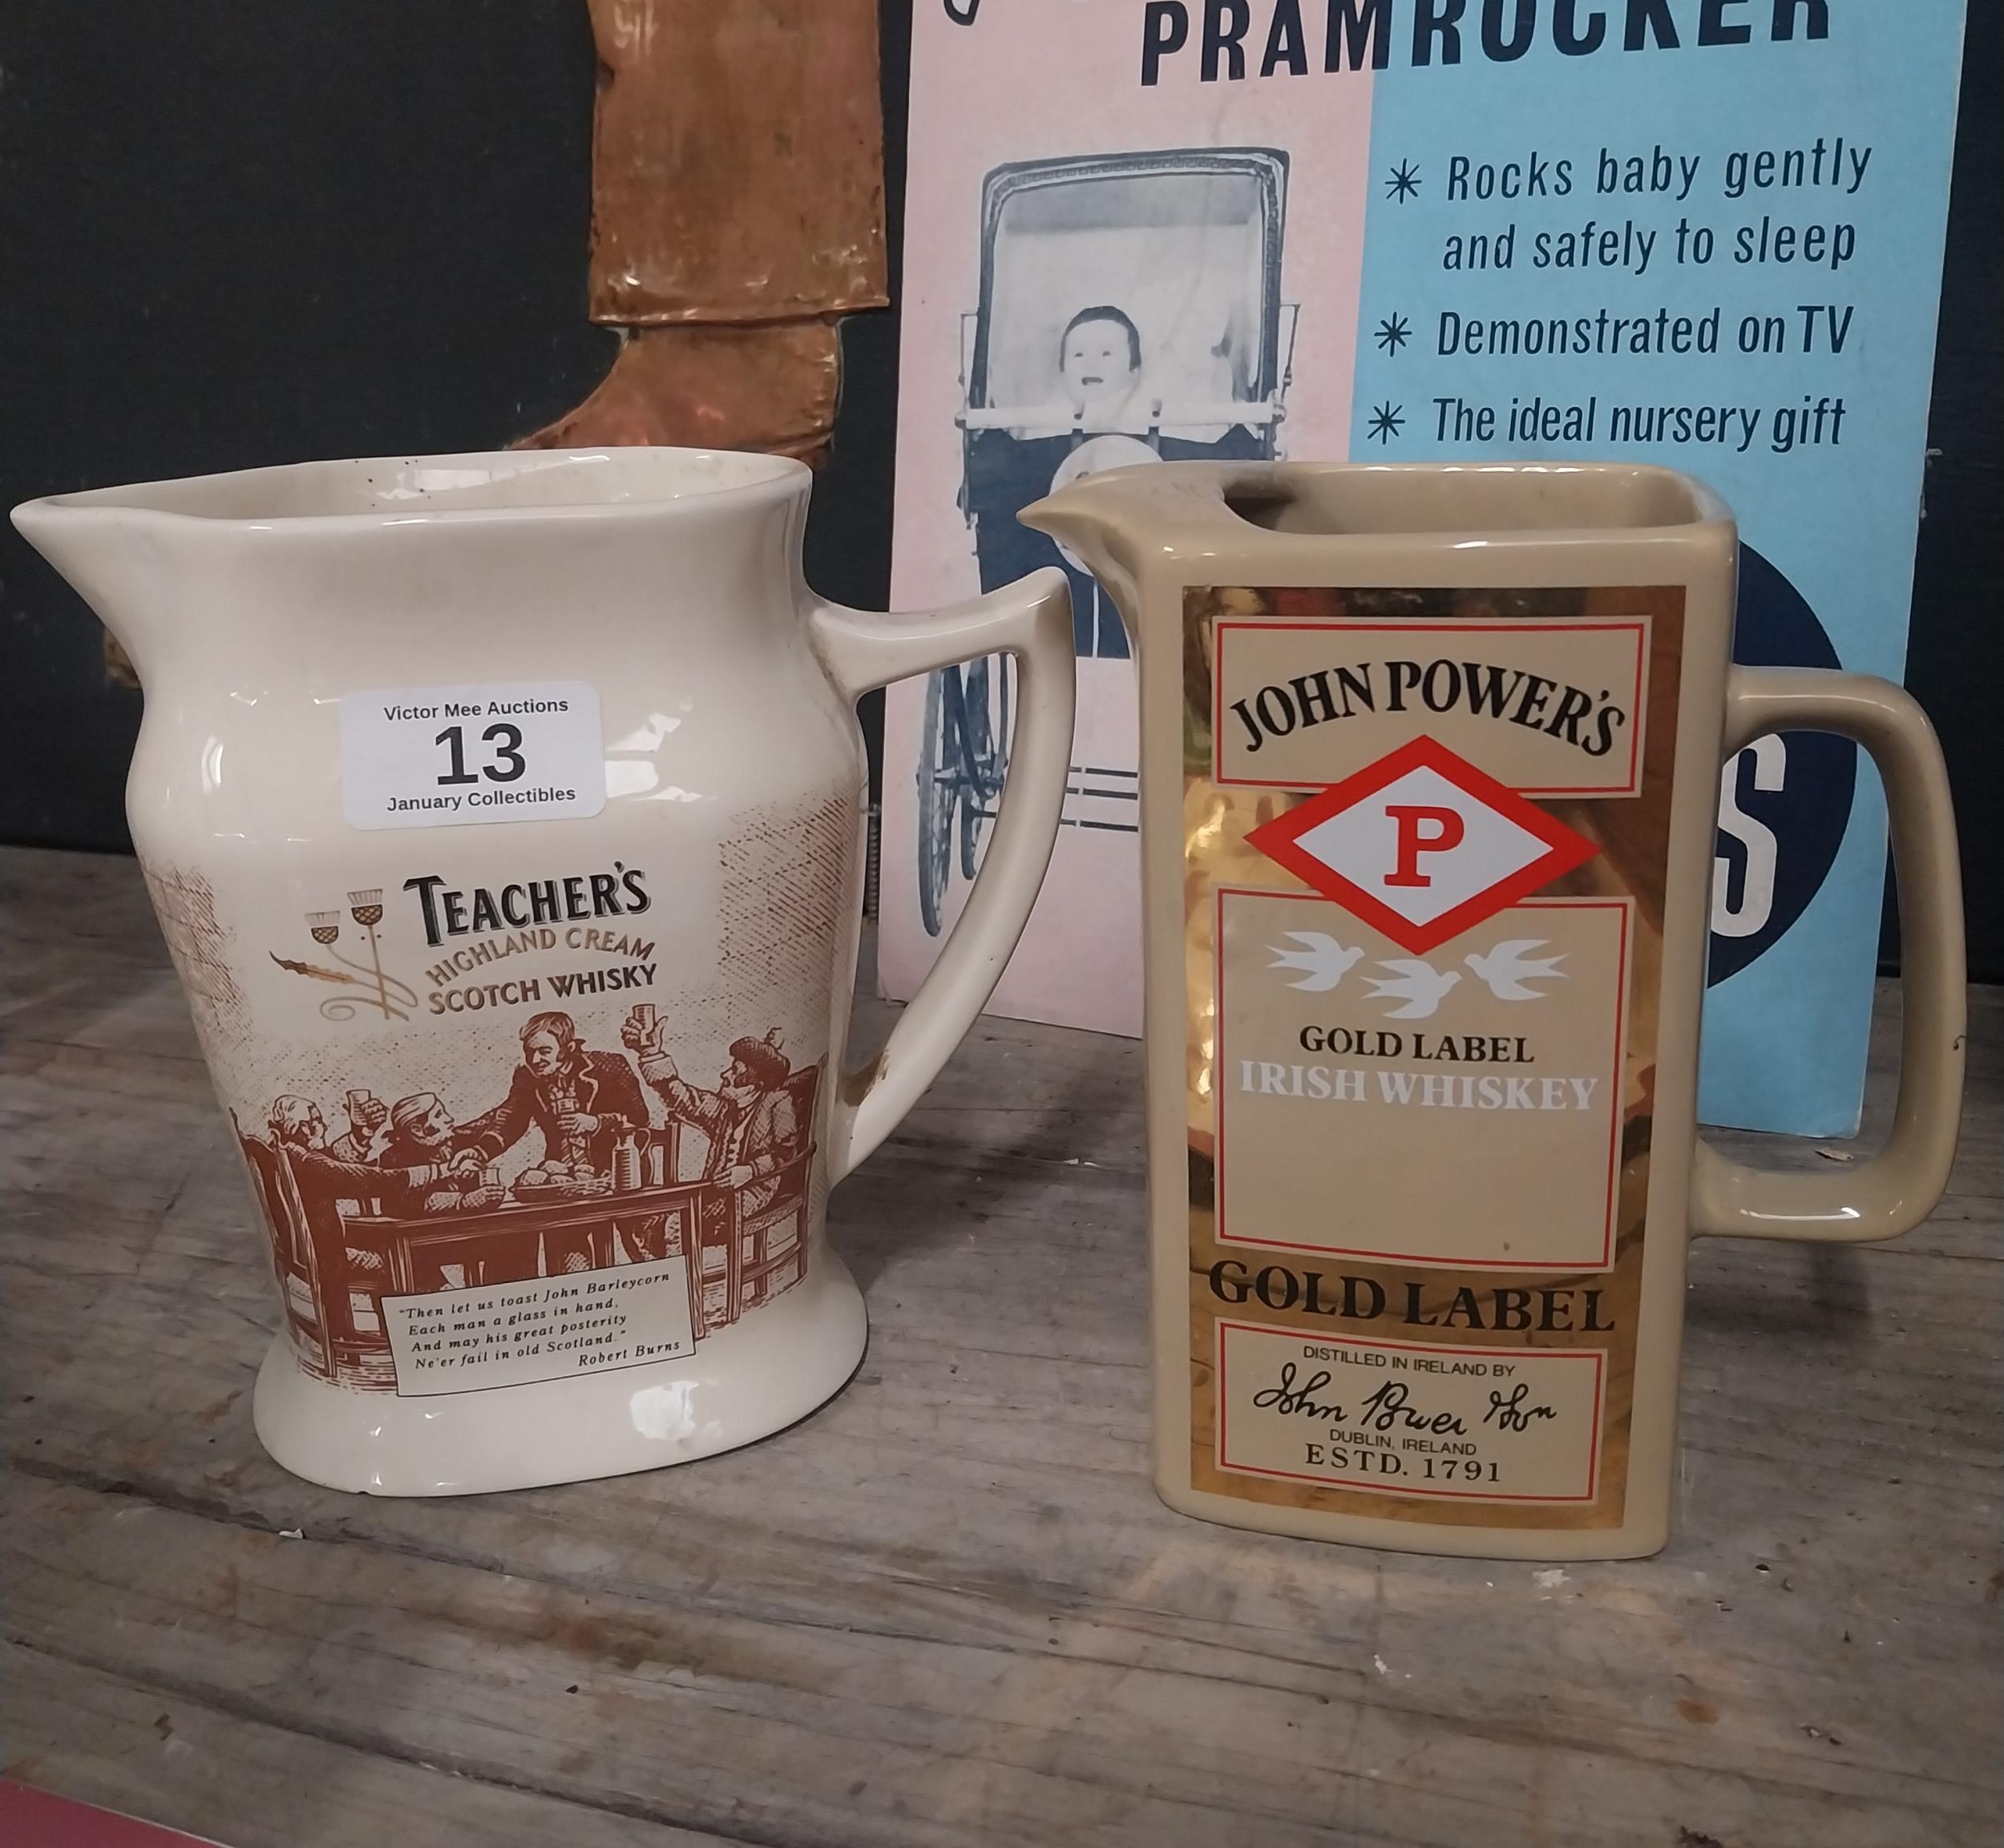 PRAMROCKER
* Rocks baby gently
and safely to sleep
* Demonstrated on TV
* The ideal nursery gift
S
Victor Mee Auctions
13
January Collectibles
TEACHER'S
HIGHLAND CREAM
SCOTCH WHISKY
"Then let us toast John Barleycorn
Each man a glass in hand,
And may his great posterity
Ne'er fail in old Scotland."
Robert Burns
JOHN POWER'S
P
GOLD LABEL
IRISH WHISKEY
GOLD LABEL
DISTILLED IN IRELAND BY
John Power & Son
DUBLIN, IRELAND
ESTD. 1791